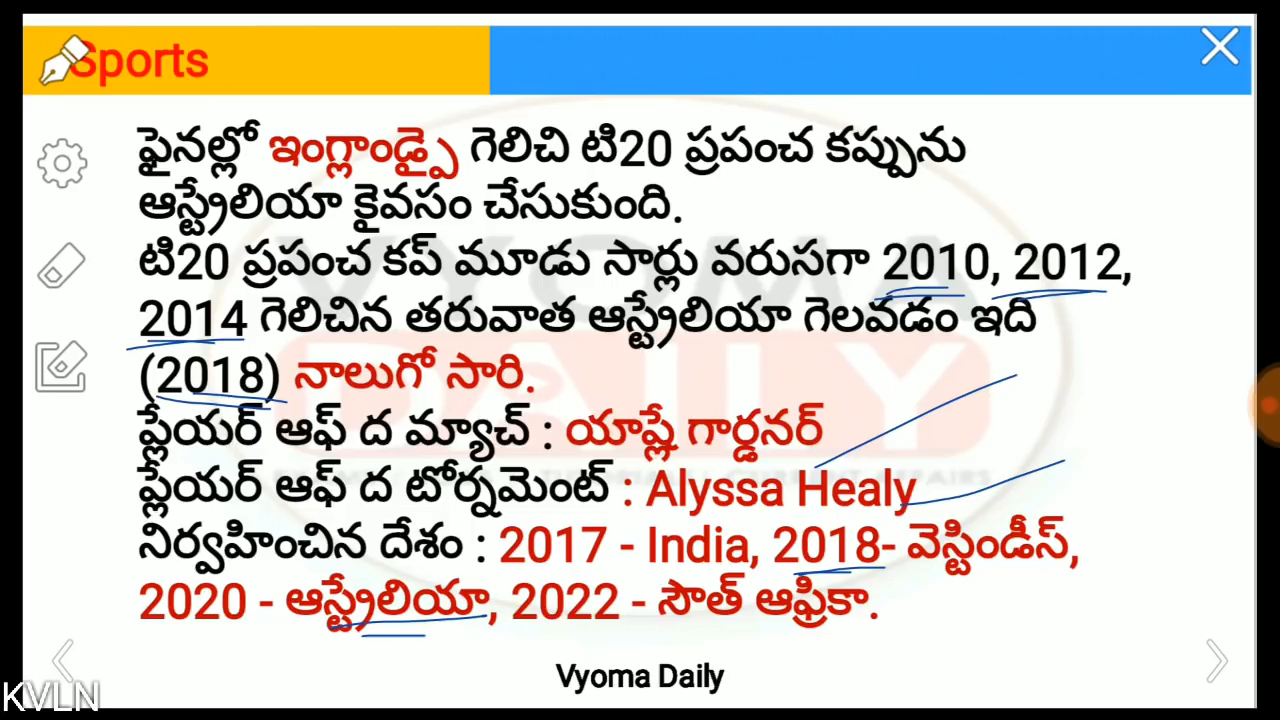 Sports
ఫైనల్లో ఇంగ్లాండ్పై గెలిచి టి20 ప్రపంచ కప్పును
ఆస్ట్రేలియా కైవసం చేసుకుంది.
టి20 ప్రపంచ కప్ మూడు సార్లు వరుసగా 2010, 2012,
2014 గెలిచిన తరువాత ఆస్ట్రేలియా గెలవడం ఇది
(2018) నాలుగో సారి.
ప్లేయర్ ఆఫ్ ద మ్యాచ్ : యాష్లే గార్డనర్
ప్లేయర్ ఆఫ్ ద టోర్నమెంట్ : Alyssa Healy
నిర్వహించిన దేశం : 2017 - India, 2018- వెస్టిండీస్,
2020 - ఆస్ట్రేలియా, 2022 - సౌత్ ఆఫ్రికా.
VYOMA
DAILY
Vyoma Daily
KVLN